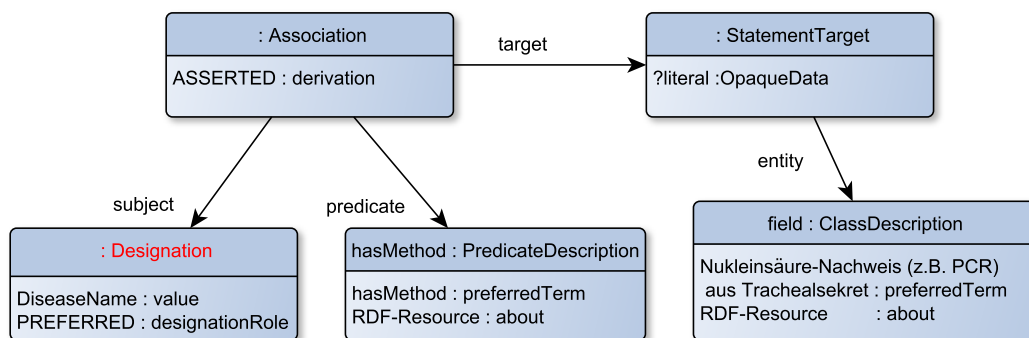 : Association
ASSERTED : derivation
target
: StatementTarget
?literal :OpaqueData
subject
predicate
entity
: Designation
DiseaseName : value
PREFERRED : designationRole
hasMethod : PredicateDescription
hasMethod : preferredTerm
RDF-Resource : about
field : ClassDescription
Nukleinsäure-Nachweis (z.B. PCR)
aus Trachealsekret : preferredTerm
RDF-Resource : about